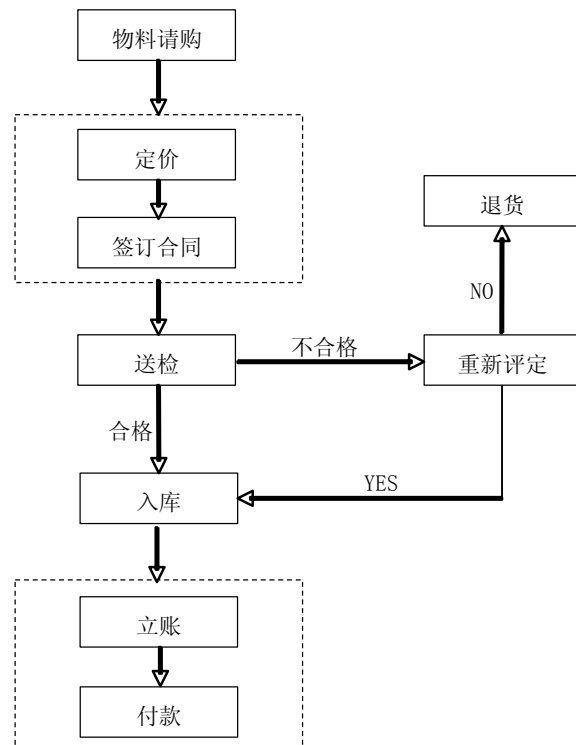 物料请购
定价
签订合同
退货
NO
送检
不合格
重新评定
合格
入库
YES
立账
付款